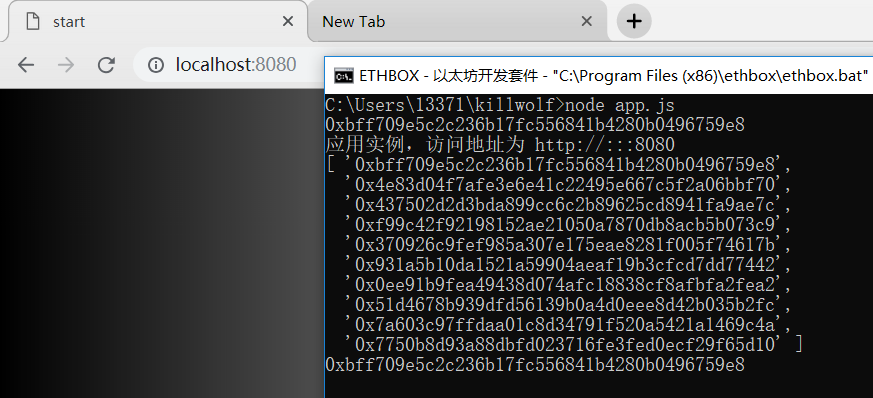 start
New Tab
localhost:8080
ETHBOX - 以太坊开发套件 - "C:\Program Files (x86)\ethbox\ethbox.bat"
C:\Users\13371\killwolf>node app.js
0xbff709e5c2c236b17fc556841b4280b0496759e8
应用实例，访问地址为 http://:::8080
[ '0xbff709e5c2c236b17fc556841b4280b0496759e8',
'0x4e83d04f7afe3e6e41c22495e667c5f2a06bbf70',
'0x437502d2d3bda899cc6c2b89625cd8941fa9ae7c',
'0xf99c42f92198152ae21050a7870db8acb5b073c9',
'0x370926c9fef985a307e175eae8281f005f74617b',
'0x931a5b10da1521a59904aeaf19b3cfcd7dd77442',
'0x0ee91b9fea49438d074afc18838cf8afbfa2fea2',
'0x51d4678b939dfd56139b0a4d0eee8d42b035b2fc',
'0x7a603c97ffdaa01c8d34791f520a5421a1469c4a',
'0x7750b8d93a88dbfd023716fe3fed0ecf29f65d10' ]
0xbff709e5c2c236b17fc556841b4280b0496759e8